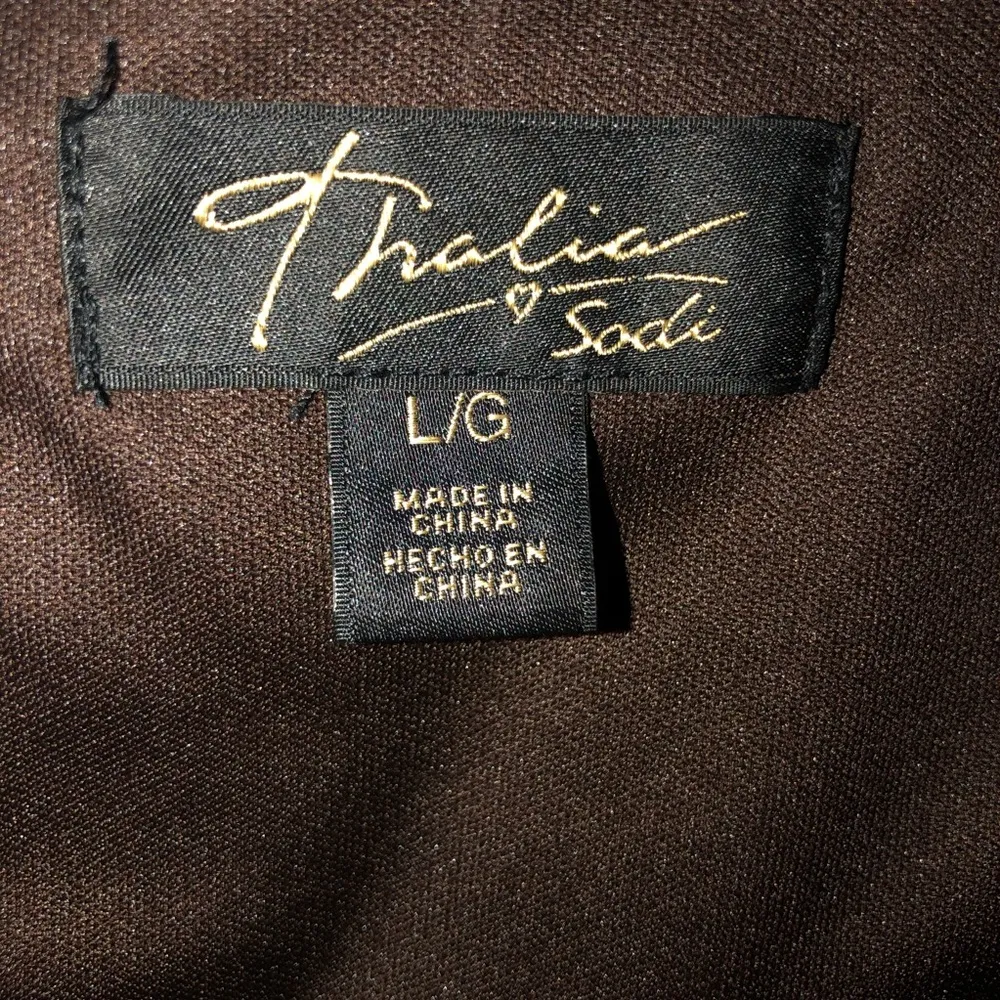 Thalia
Sodi
L/G
MADE IN
CHINA
HECHO EN
CHINA